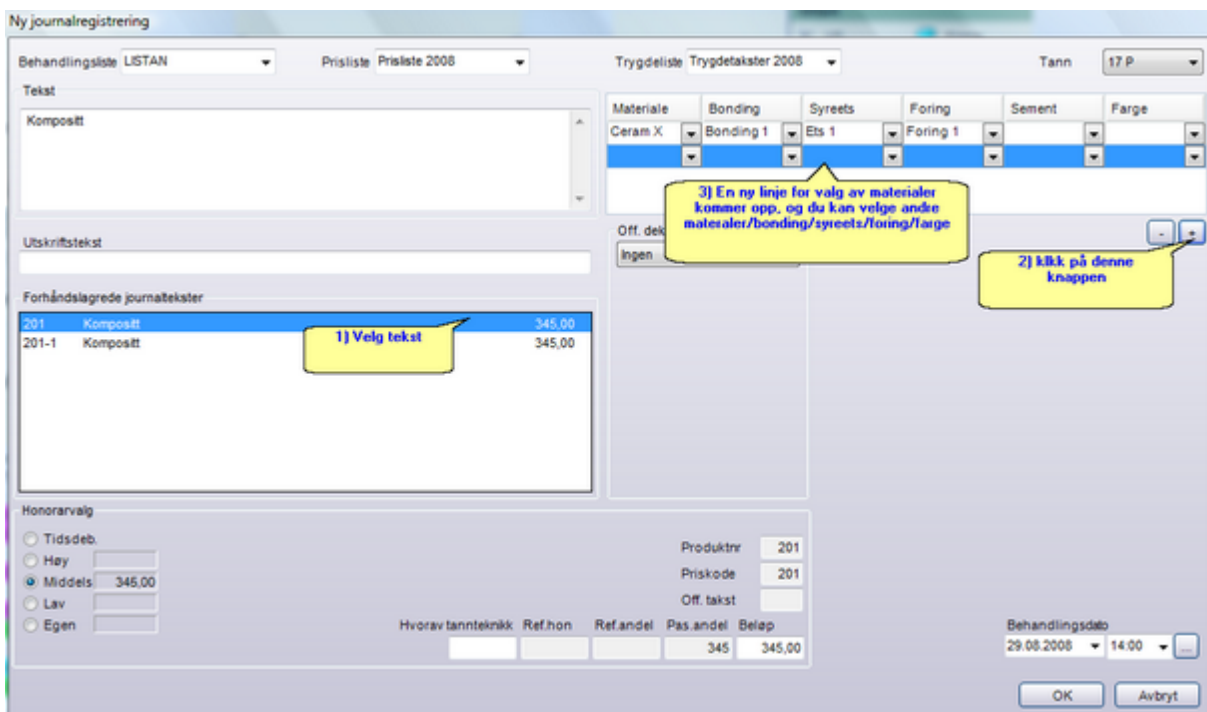 Ny journalregistrering
Behandlingsliste LISTAN Prisliste Prisliste 2008 Trygdeliste Trygdetakster 2008 Tann 17 P
Tekst
Kompositt
Materiale Bonding Syreets Foring Sement Farge
Ceram X Bonding 1 Ets 1 Foring 1
3) En ny linje for valg av materialer
kommer opp, og du kan velge andre
materaler/bonding/syreets/foring/farge
Utskriftstekst
Off. dek
Ingen
- +
2) klkk på denne
knappen
Forhåndslagrede journaltekster
201 Kompositt 345,00
201-1 Kompositt 345,00
1) Velg tekst
Honorarvalg
Tidsdeb.
Høy
Middels 345,00
Lav
Egen
Produktnr 201
Priskode 201
Off. takst
Hvorav tannteknikk Ref.hon Ref.andel Pas.andel Beløp
345 345,00
Behandlingsdato
29.08.2008 14:00 ...
OK Avbryt